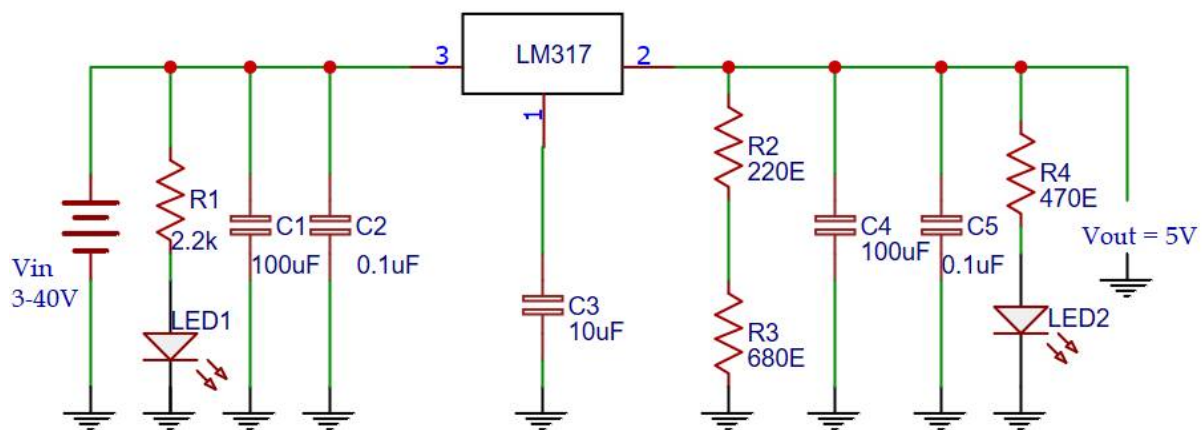 LM317
3
2
1
R1
2.2k
C1
100uF
C2
0.1uF
R2
220E
R4
470E
C4
100uF
C5
0.1uF
Vout = 5V
Vin
3-40V
LED1
C3
10uF
R3
680E
LED2